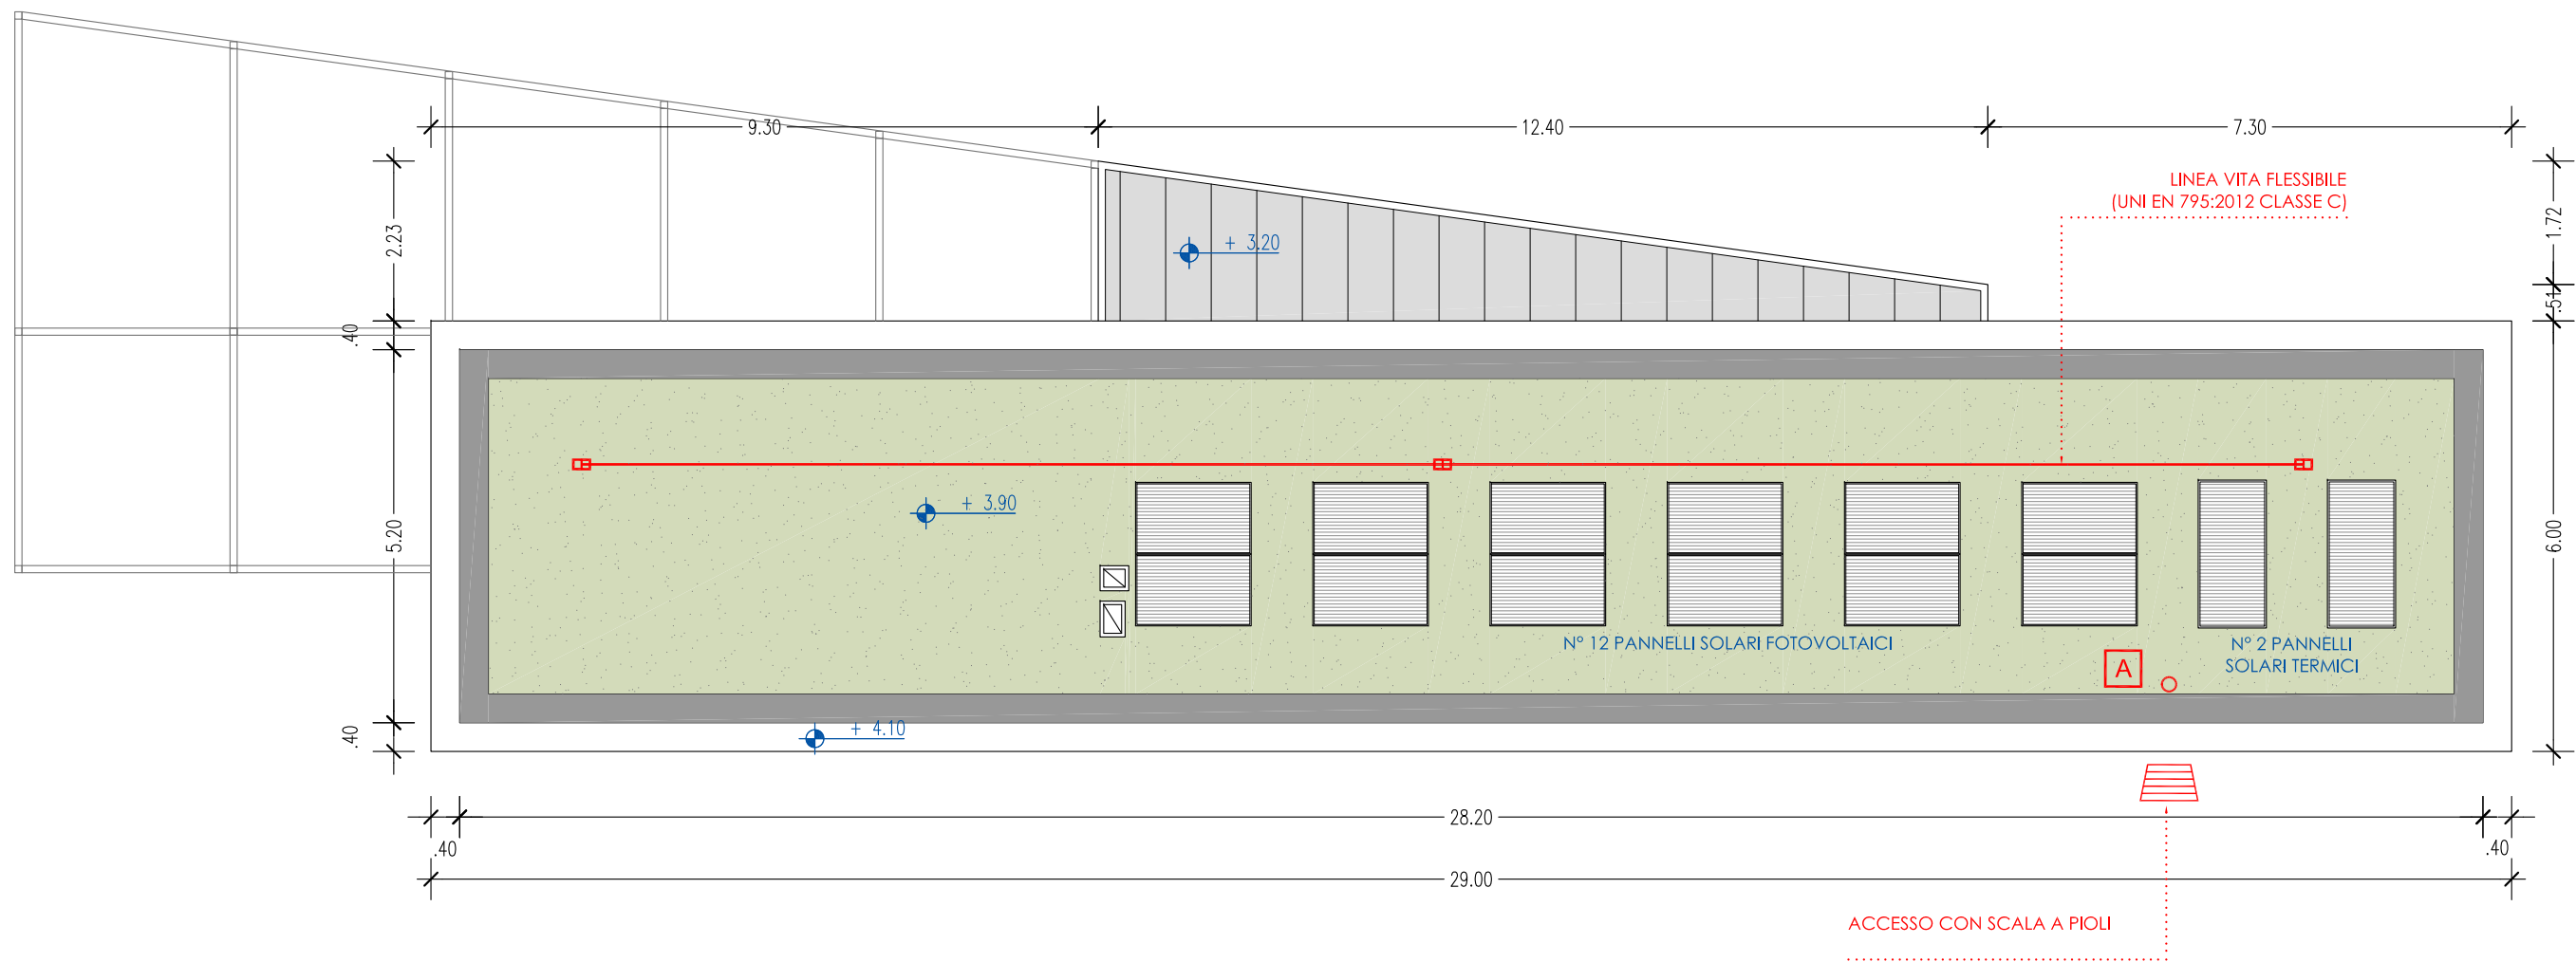 9.30
12.40
7.30
LINEA VITA FLESSIBILE
(UNI EN 795:2012 CLASSE C)
2.23
1.72
+ 3.20
.51
.40
+ 3.90
5.20
6.00
N° 12 PANNELLI SOLARI FOTOVOLTAICI
N° 2 PANNELLI
SOLARI TERMICI
A
.40
+ 4.10
28.20
.40
.40
29.00
ACCESSO CON SCALA A PIOLI